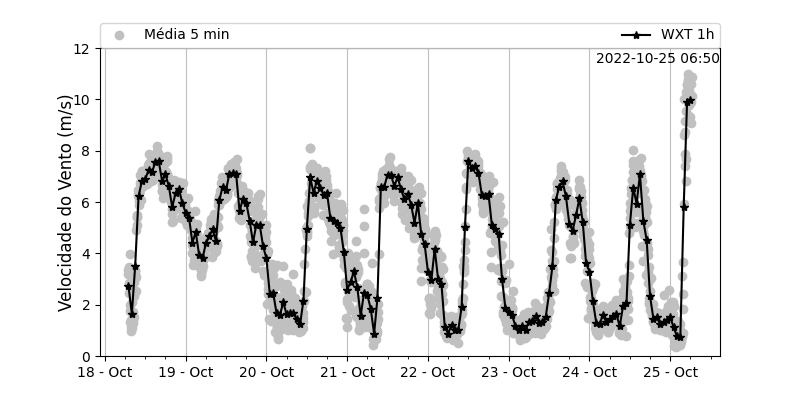 Média 5 min
WXT 1h
2022-10-25 06:50
Velocidade do Vento (m/s)
12
10
8
6
4
2
0
18 - Oct
19 - Oct
20 - Oct
21 - Oct
22 - Oct
23 - Oct
24 - Oct
25 - Oct